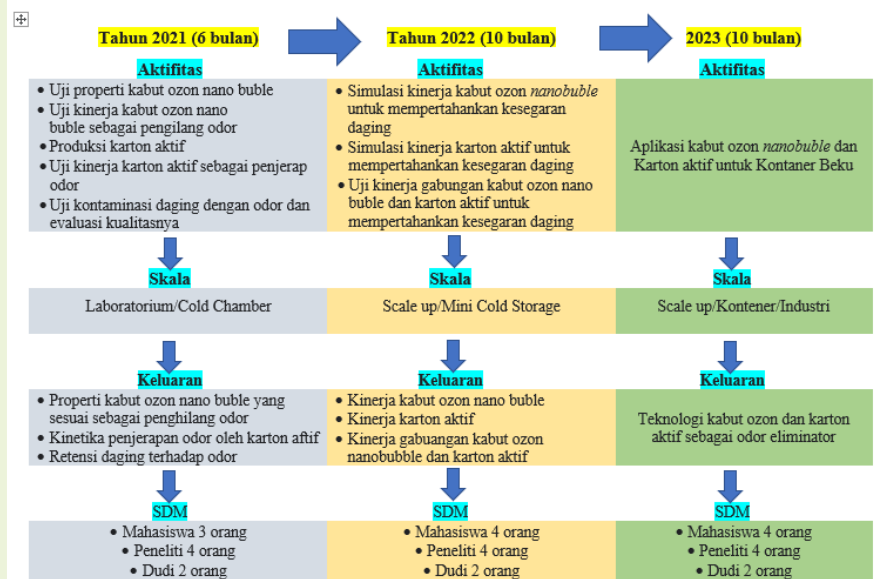 Tahun 2021 (6 bulan)
Tahun 2022 (10 bulan)
2023 (10 bulan)
Aktifitas
• Uji properti kabut ozon nano buble
• Uji kinerja kabut ozon nano
buble sebagai pengilang odor
• Produksi karton aktif
• Uji kinerja karton aktif sebagai penjerap
odor
• Uji kontaminasi daging dengan odor dan
evaluasi kualitasnya
Aktifitas
• Simulasi kinerja kabut ozon nanobuble
untuk mempertahankan kesegaran
daging
• Simulasi kinerja karton aktif untuk
mempertahankan kesegaran daging
• Uji kinerja gabungan kabut ozon nano
buble dan karton aktif untuk
mempertahankan kesegaran daging
Aktifitas
Aplikasi kabut ozon nanobuble dan
Karton aktif untuk Kontaner Beku
Skala
Laboratorium/Cold Chamber
Skala
Scale up/Mini Cold Storage
Skala
Scale up/Kontener/Industri
Keluaran
• Properti kabut ozon nano buble yang
sesuai sebagai penghilang odor
• Kinetika penjerapan odor oleh karton aftif
• Retensi daging terhadap odor
Keluaran
• Kinerja kabut ozon nano buble
• Kinerja karton aktif
• Kinerja gabuangan kabut ozon
nanobubble dan karton aktif
Keluaran
Teknologi kabut ozon dan karton
aktif sebagai odor eliminator
SDM
• Mahasiswa 3 orang
• Peneliti 4 orang
• Dudi 2 orang
SDM
• Mahasiswa 4 orang
• Peneliti 4 orang
• Dudi 2 orang
SDM
• Mahasiswa 4 orang
• Peneliti 4 orang
• Dudi 2 orang